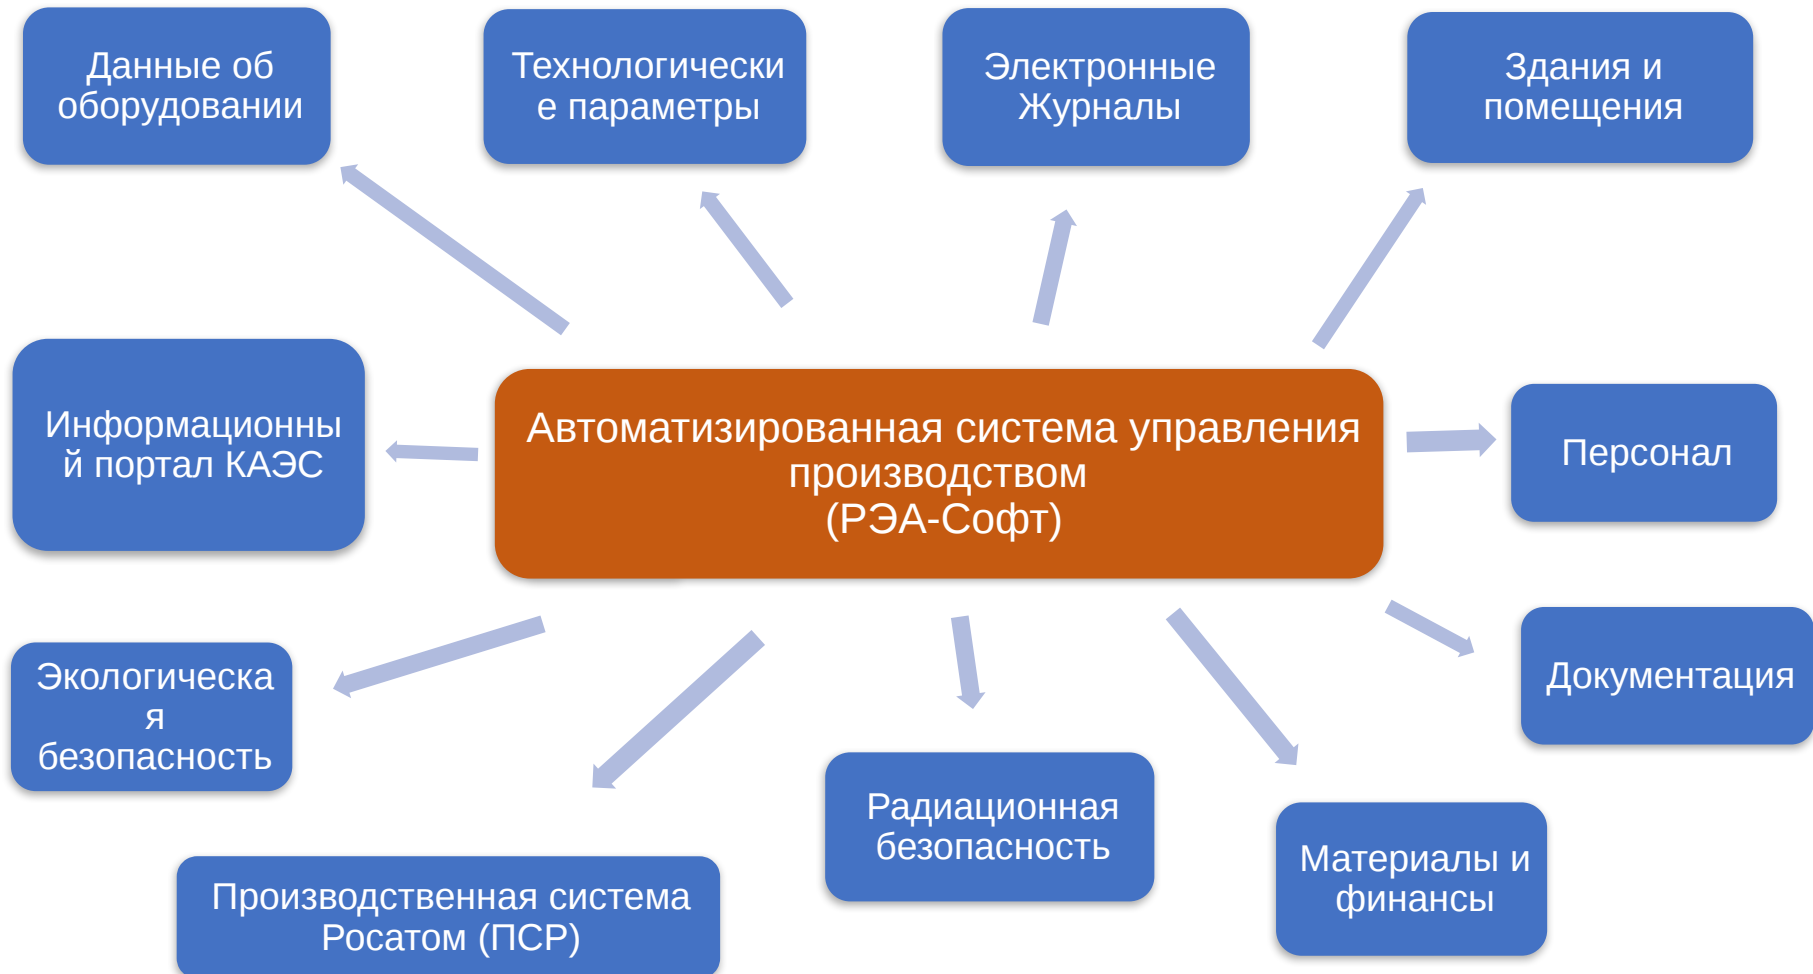 Данные об
оборудовании
Технологически
е параметры
Электронные
Журналы
Здания и
помещения
Информационны
й портал КАЭС
Автоматизированная система управления
производством
(РЭА-Софт)
Персонал
Экологическа
я
безопасность
Документация
Радиационная
безопасность
Материалы и
финансы
Производственная система
Росатом (ПСР)